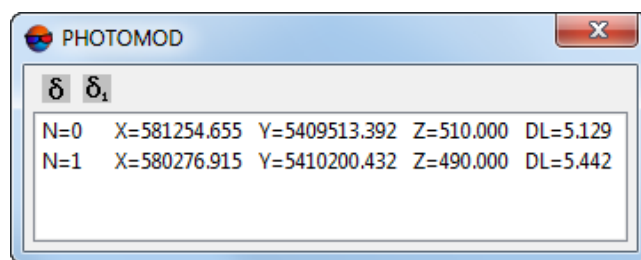 PHOTOMOD
δ δ₁
N=0 X=581254.655 Y=5409513.392 Z=510.000 DL=5.129
N=1 X=580276.915 Y=5410200.432 Z=490.000 DL=5.442